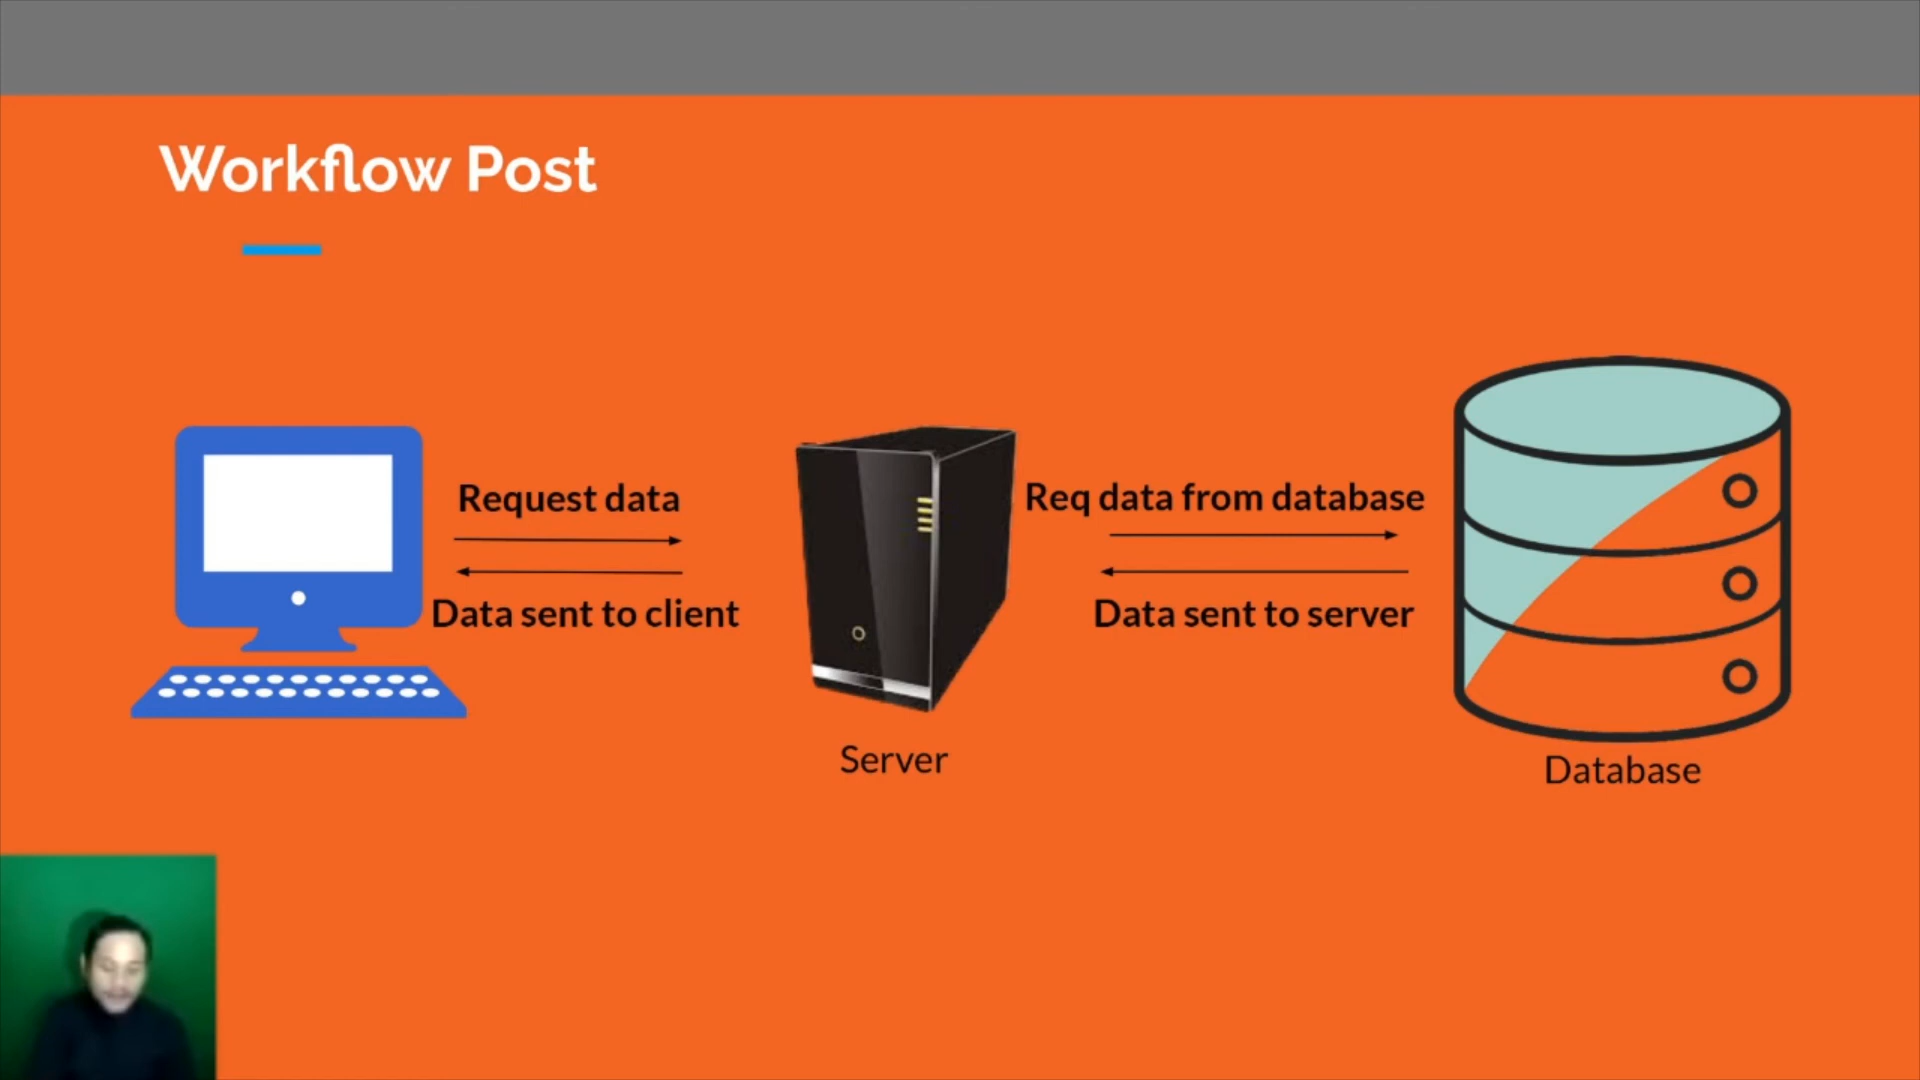 Workflow Post
Request data
Data sent to client
Req data from database
Data sent to server
Server
Database